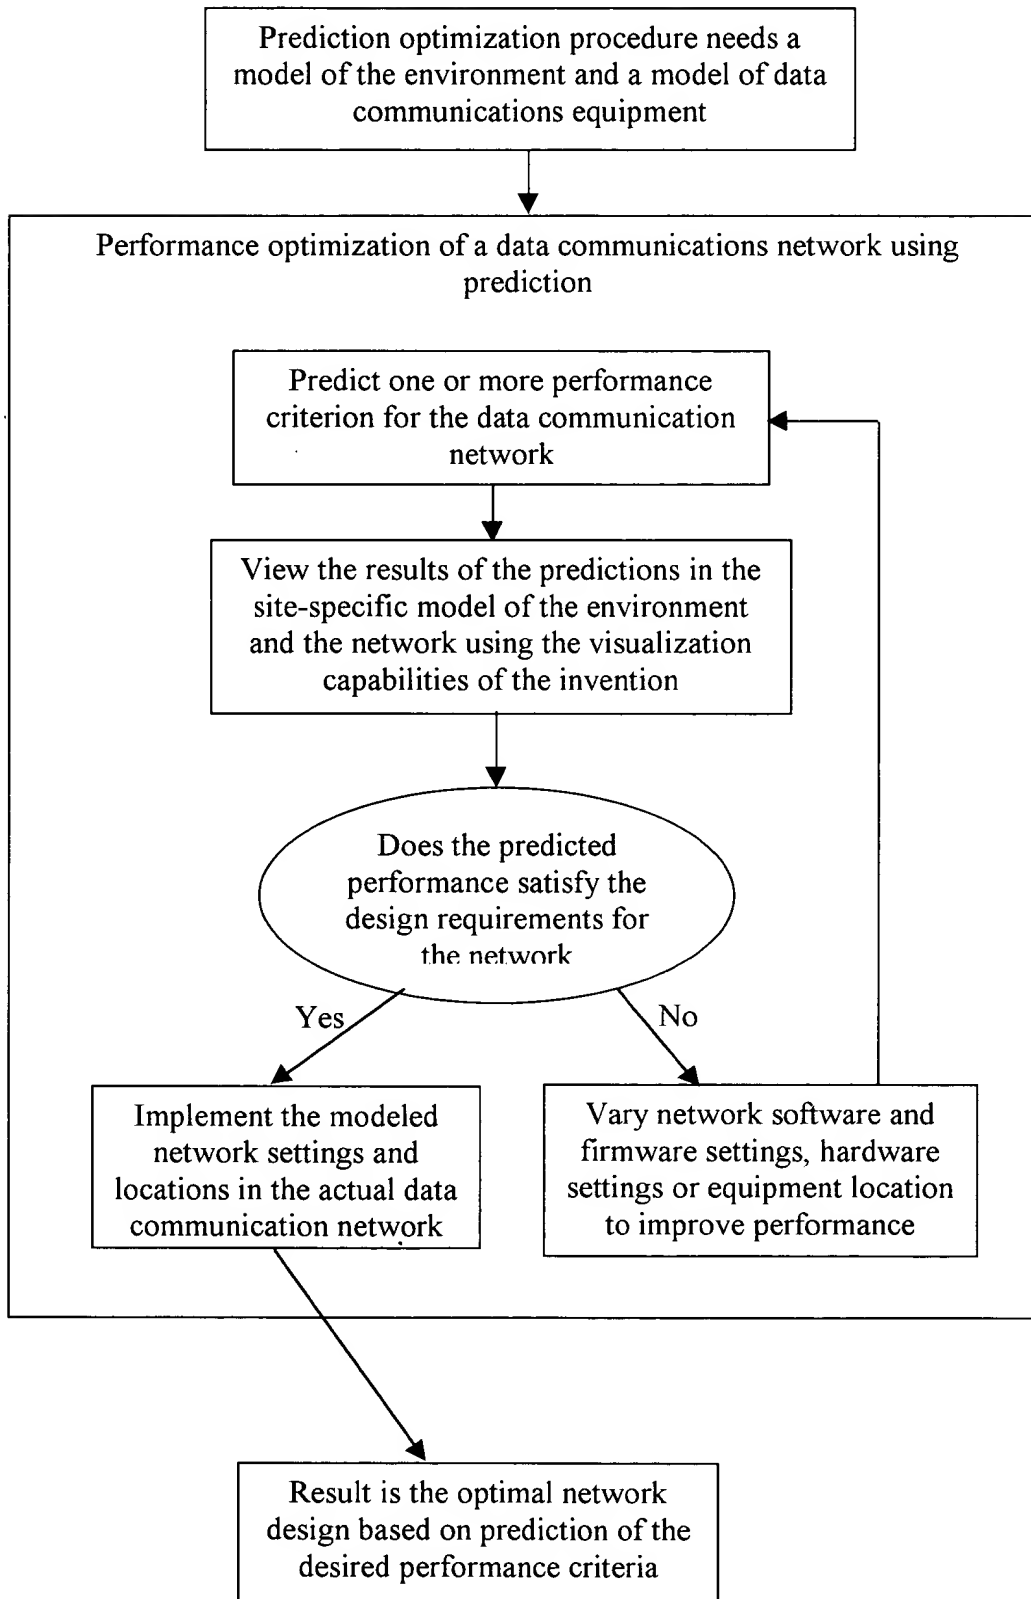 Prediction optimization procedure needs a
model of the environment and a model of data
communications equipment
Performance optimization of a data communications network using
prediction
Predict one or more performance
criterion for the data communication
network
View the results of the predictions in the
site-specific model of the environment
and the network using the visualization
capabilities of the invention
Does the predicted
performance satisfy the
design requirements for
the network
Yes
No
Implement the modeled
network settings and
locations in the actual data
communication network
Vary network software and
firmware settings, hardware
settings or equipment location
to improve performance
Result is the optimal network
design based on prediction of the
desired performance criteria